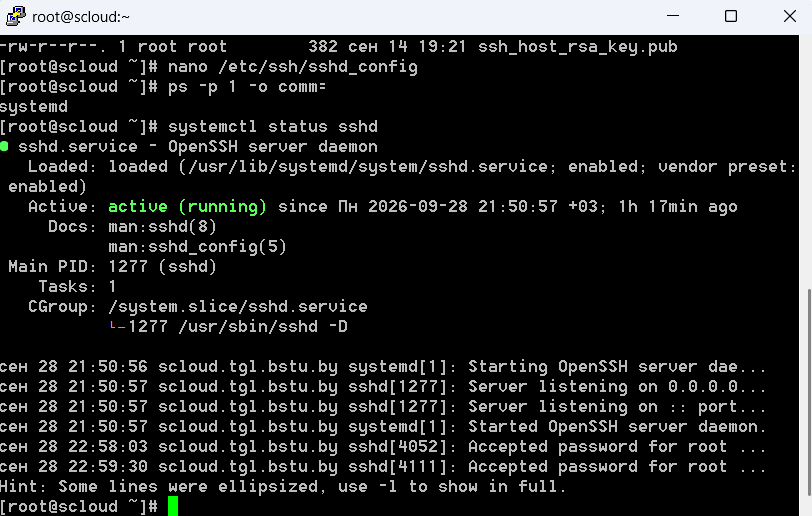 root@scloud:~
-rw-r--r--. 1 root root        382 сен 14 19:21 ssh_host_rsa_key.pub
[root@scloud ~]# nano /etc/ssh/sshd_config
[root@scloud ~]# ps -p 1 -o comm=
systemd
[root@scloud ~]# systemctl status sshd
● sshd.service - OpenSSH server daemon
   Loaded: loaded (/usr/lib/systemd/system/sshd.service; enabled; vendor preset:
 enabled)
   Active: active (running) since Пн 2026-09-28 21:50:57 +03; 1h 17min ago
     Docs: man:sshd(8)
           man:sshd_config(5)
 Main PID: 1277 (sshd)
    Tasks: 1
   CGroup: /system.slice/sshd.service
           └─1277 /usr/sbin/sshd -D

сен 28 21:50:56 scloud.tgl.bstu.by systemd[1]: Starting OpenSSH server dae...
сен 28 21:50:57 scloud.tgl.bstu.by sshd[1277]: Server listening on 0.0.0.0...
сен 28 21:50:57 scloud.tgl.bstu.by sshd[1277]: Server listening on :: port...
сен 28 21:50:57 scloud.tgl.bstu.by systemd[1]: Started OpenSSH server daemon.
сен 28 22:58:03 scloud.tgl.bstu.by sshd[4052]: Accepted password for root ...
сен 28 22:59:30 scloud.tgl.bstu.by sshd[4111]: Accepted password for root ...
Hint: Some lines were ellipsized, use -l to show in full.
[root@scloud ~]#